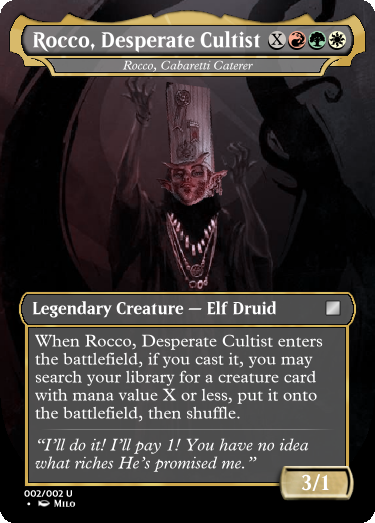 Rocco, Desperate Cultist X
Rocco, Cabaretti Caterer
Legendary Creature — Elf Druid
When Rocco, Desperate Cultist enters
the battlefield, if you cast it, you may
search your library for a creature card
with mana value X or less, put it onto
the battlefield, then shuffle.
“I'll do it! I'll pay 1! You have no idea
what riches He's promised me.”
3/1
002/002 U
• Milo